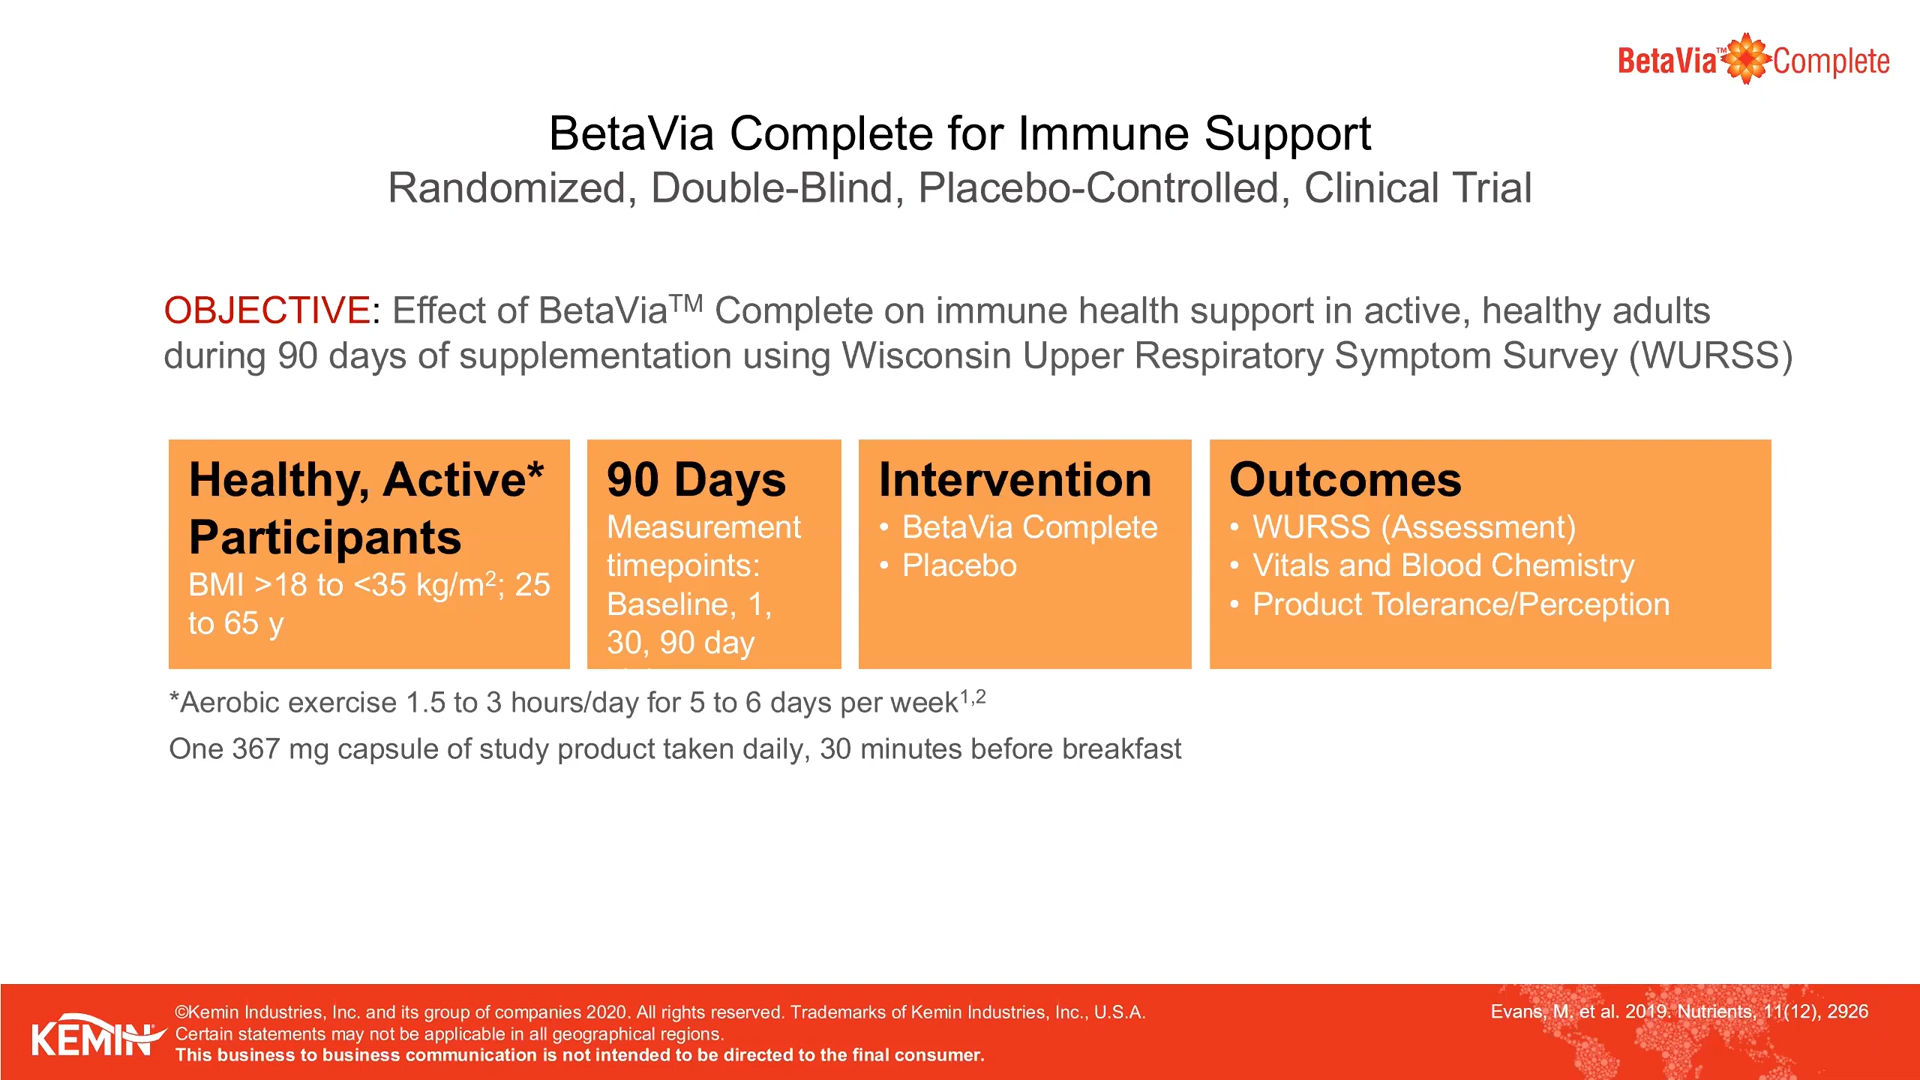 BetaVia™ Complete
BetaVia Complete for Immune Support
Randomized, Double-Blind, Placebo-Controlled, Clinical Trial
OBJECTIVE: Effect of BetaVia™ Complete on immune health support in active, healthy adults
during 90 days of supplementation using Wisconsin Upper Respiratory Symptom Survey (WURSS)
Healthy, Active*
Participants
BMI >18 to <35 kg/m²; 25
to 65 y
90 Days
Measurement
timepoints:
Baseline, 1,
30, 90 day
Intervention
• BetaVia Complete
• Placebo
Outcomes
• WURSS (Assessment)
• Vitals and Blood Chemistry
• Product Tolerance/Perception
*Aerobic exercise 1.5 to 3 hours/day for 5 to 6 days per week¹,²
One 367 mg capsule of study product taken daily, 30 minutes before breakfast
KEMIN
©Kemin Industries, Inc. and its group of companies 2020. All rights reserved. Trademarks of Kemin Industries, Inc., U.S.A.
Certain statements may not be applicable in all geographical regions.
This business to business communication is not intended to be directed to the final consumer.
Evans, M. et al. 2019. Nutrients, 11(12), 2926